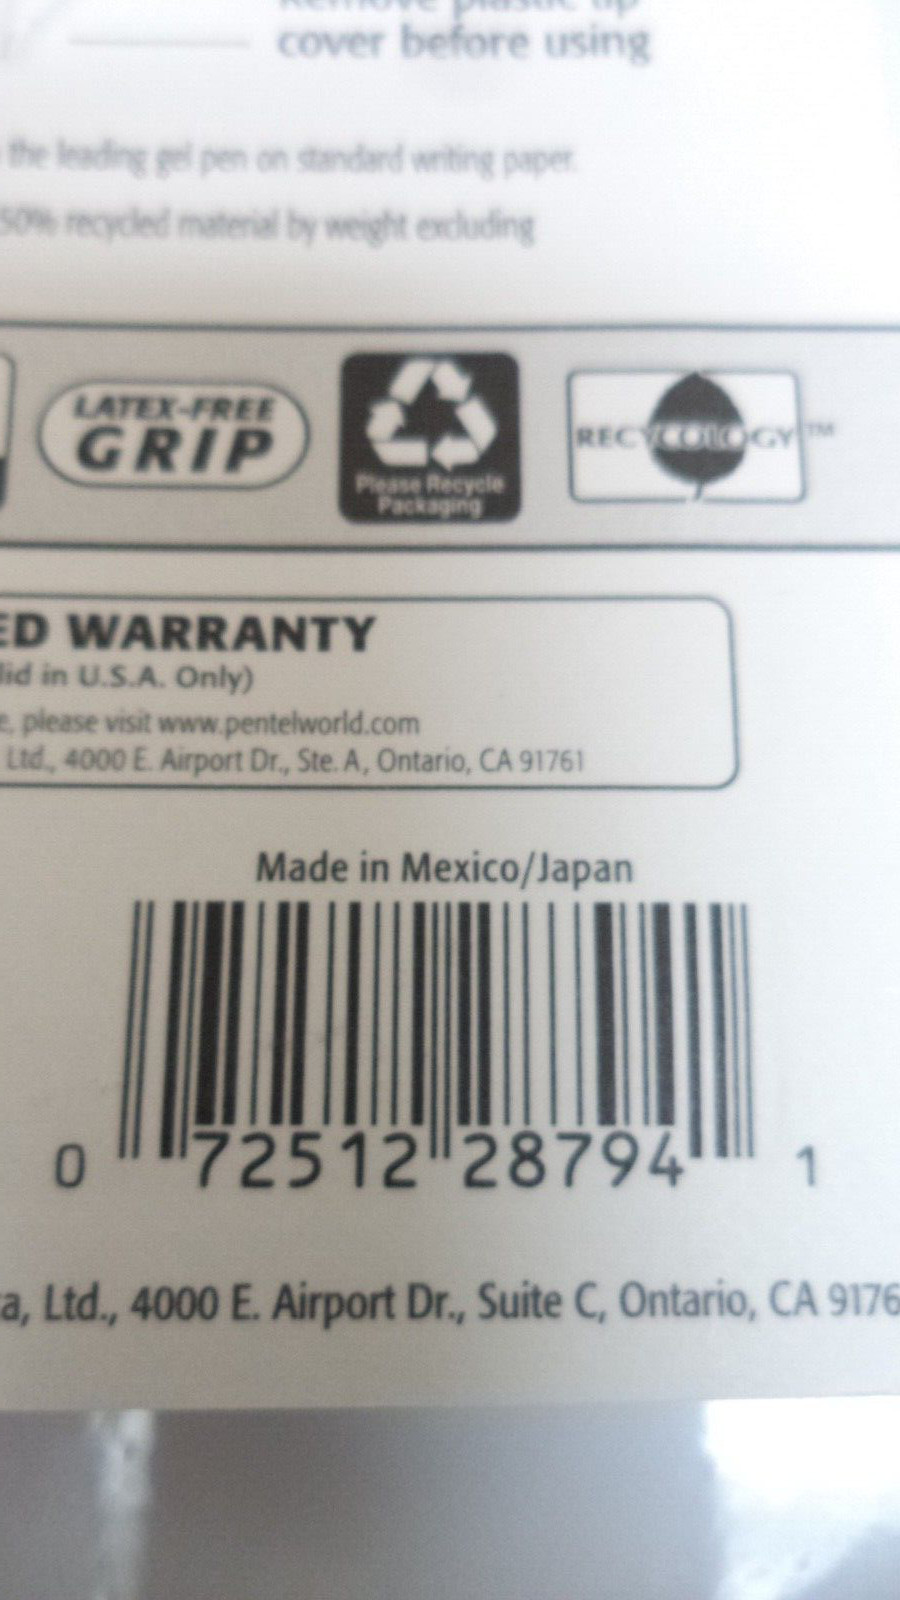 Remove plastic tip
cover before using
the leading gel pen on standard writing paper.
50% recycled material by weight excluding
LATEX-FREE
GRIP
Please Recycle
Packaging
RECYCOLOGY™
ED WARRANTY
lid in U.S.A. Only)
e, please visit www.pentelworld.com
Ltd., 4000 E. Airport Dr., Ste. A, Ontario, CA 91761
Made in Mexico/Japan
0 72512 28794 1
a, Ltd., 4000 E. Airport Dr., Suite C, Ontario, CA 9176